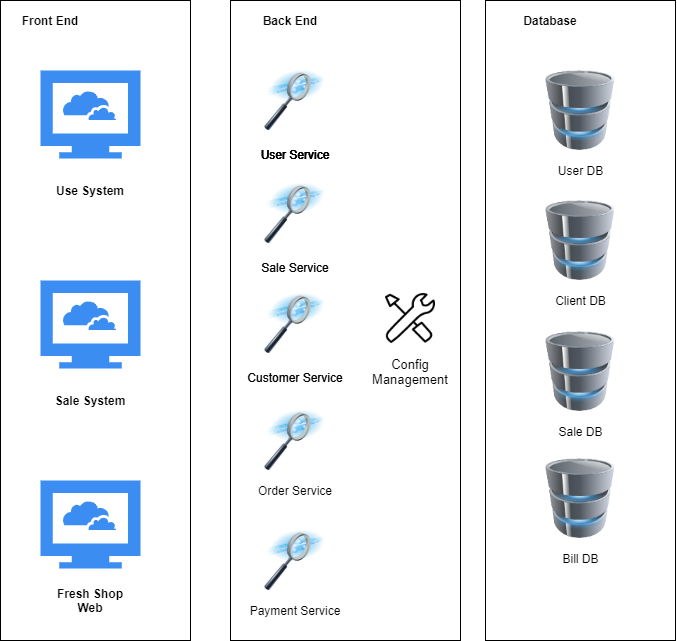 Front End
Use System
Sale System
Fresh Shop
Web
Back End
User Service
Sale Service
Customer Service
Order Service
Payment Service
Config
Management
Database
User DB
Client DB
Sale DB
Bill DB